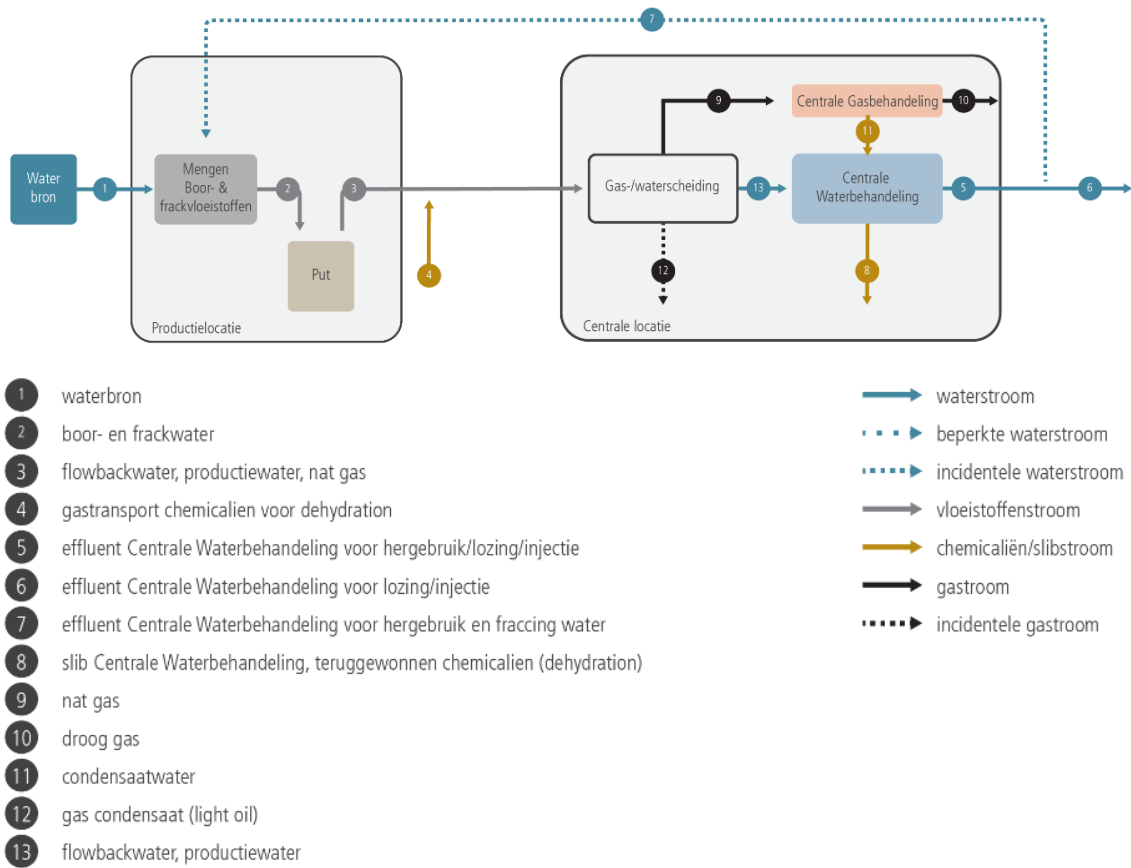 7
9
Centrale Gasbehandeling
10
11
Water
bron
1
Mengen
Boor- &
frackvloeistoffen
2
3
Gas-/waterscheiding
13
Centrale
Waterbehandeling
5
6
Put
4
12
8
Productielocatie
Centrale locatie
1 waterbron
2 boor- en frackwater
3 flowbackwater, productiewater, nat gas
4 gastransport chemicalien voor dehydration
5 effluent Centrale Waterbehandeling voor hergebruik/lozing/injectie
6 effluent Centrale Waterbehandeling voor lozing/injectie
7 effluent Centrale Waterbehandeling voor hergebruik en fraccing water
8 slib Centrale Waterbehandeling, teruggewonnen chemicalien (dehydration)
9 nat gas
10 droog gas
11 condensaatwater
12 gas condensaat (light oil)
13 flowbackwater, productiewater
waterstroom
beperkte waterstroom
incidentele waterstroom
vloeistoffenstroom
chemicaliën/slibstroom
gastroom
incidentele gastroom